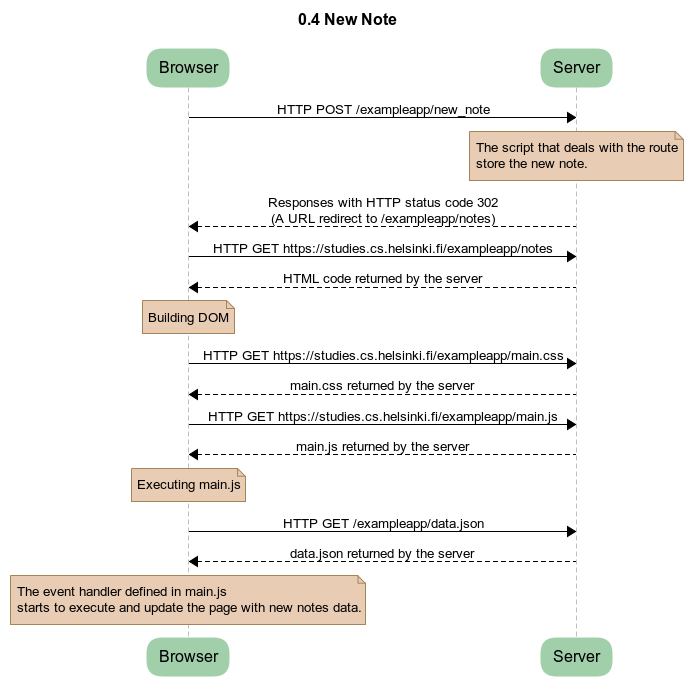 0.4 New Note
Browser
Server
HTTP POST /exampleapp/new_note
The script that deals with the route
store the new note.
Responses with HTTP status code 302
(A URL redirect to /exampleapp/notes)
HTTP GET https://studies.cs.helsinki.fi/exampleapp/notes
HTML code returned by the server
Building DOM
HTTP GET https://studies.cs.helsinki.fi/exampleapp/main.css
main.css returned by the server
HTTP GET https://studies.cs.helsinki.fi/exampleapp/main.js
main.js returned by the server
Executing main.js
HTTP GET /exampleapp/data.json
data.json returned by the server
The event handler defined in main.js
starts to execute and update the page with new notes data.
Browser
Server